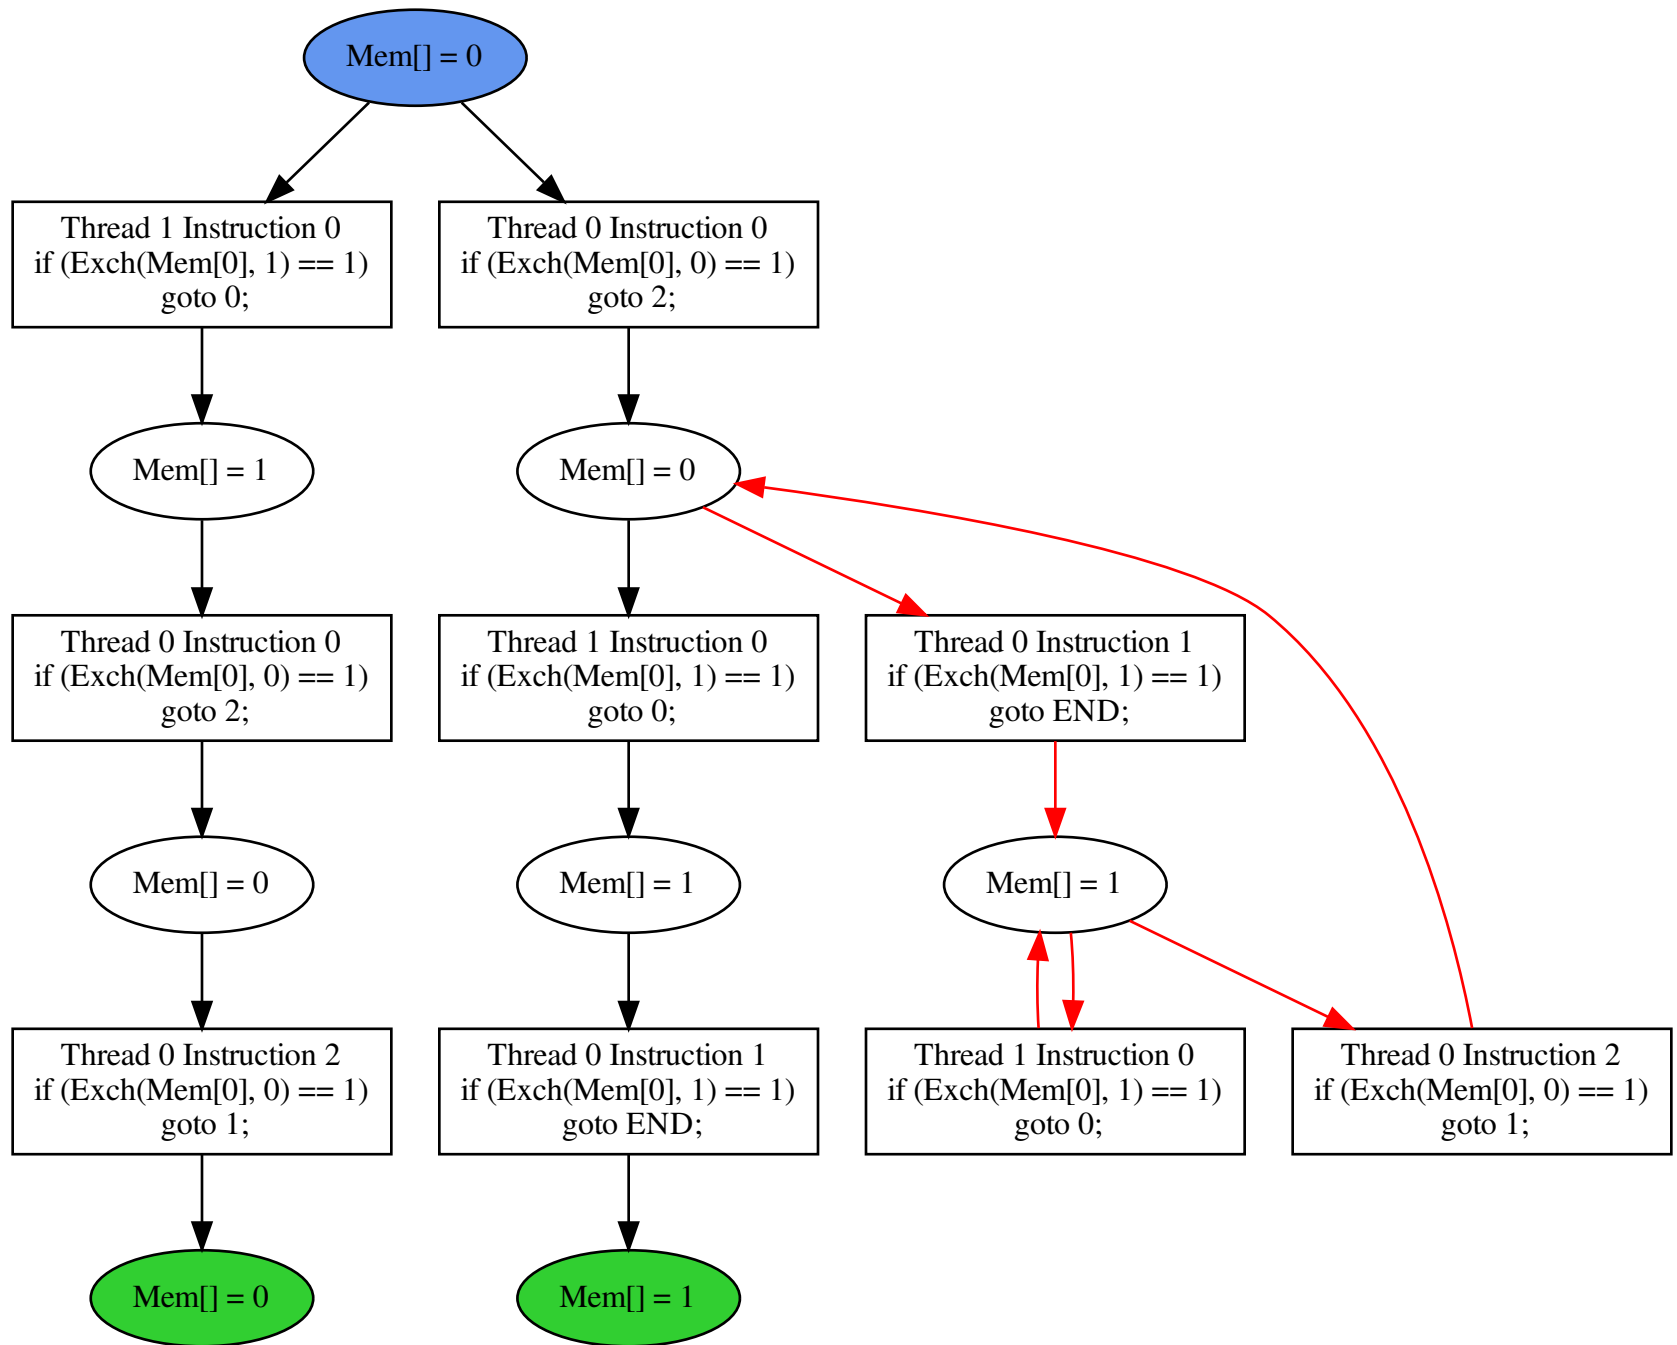 Mem[] = 0
Thread 1 Instruction 0
if (Exch(Mem[0], 1) == 1)
goto 0;
Thread 0 Instruction 0
if (Exch(Mem[0], 0) == 1)
goto 2;
Mem[] = 1
Mem[] = 0
Thread 0 Instruction 0
if (Exch(Mem[0], 0) == 1)
goto 2;
Thread 1 Instruction 0
if (Exch(Mem[0], 1) == 1)
goto 0;
Thread 0 Instruction 1
if (Exch(Mem[0], 1) == 1)
goto END;
Mem[] = 0
Mem[] = 1
Mem[] = 1
Thread 0 Instruction 2
if (Exch(Mem[0], 0) == 1)
goto 1;
Thread 0 Instruction 1
if (Exch(Mem[0], 1) == 1)
goto END;
Thread 1 Instruction 0
if (Exch(Mem[0], 1) == 1)
goto 0;
Thread 0 Instruction 2
if (Exch(Mem[0], 0) == 1)
goto 1;
Mem[] = 0
Mem[] = 1